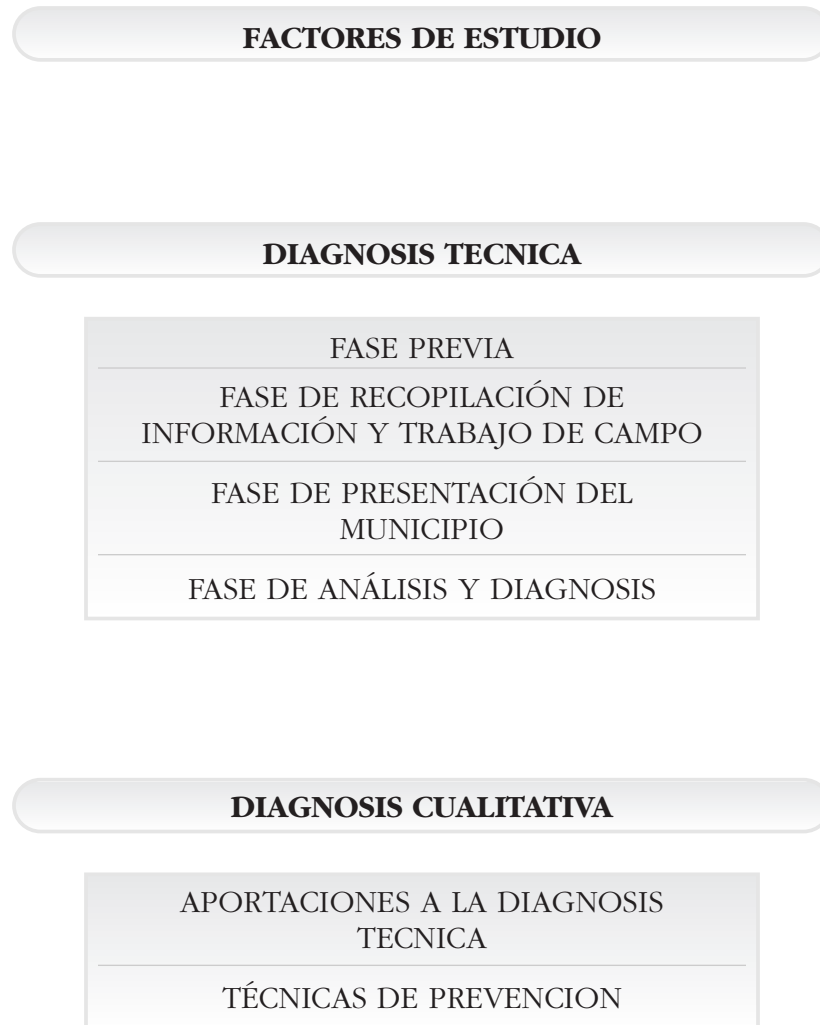 FACTORES DE ESTUDIO
DIAGNOSIS TECNICA
FASE PREVIA
FASE DE RECOPILACIÓN DE
INFORMACIÓN Y TRABAJO DE CAMPO
FASE DE PRESENTACIÓN DEL
MUNICIPIO
FASE DE ANÁLISIS Y DIAGNOSIS
DIAGNOSIS CUALITATIVA
APORTACIONES A LA DIAGNOSIS
TECNICA
TÉCNICAS DE PREVENCION